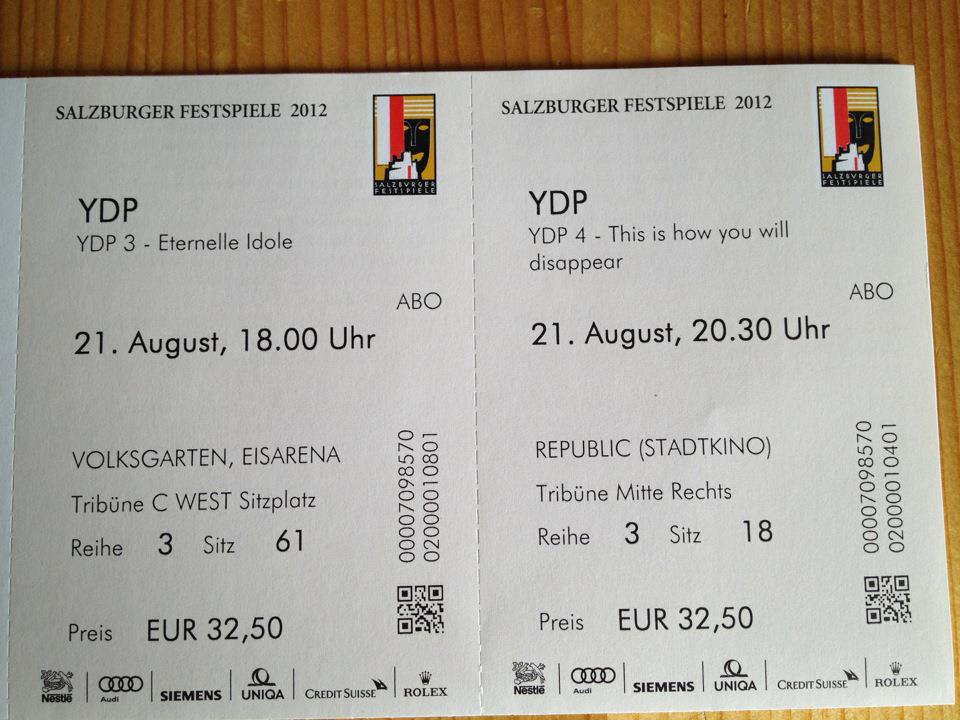 SALZBURGER FESTSPIELE 2012
SALZBURGER
FESTSPIELE
YDP
YDP 3 - Eternelle Idole
ABO
21. August, 18.00 Uhr
VOLKSGARTEN, EISARENA
Tribüne C WEST Sitzplatz
Reihe 3 Sitz 61
00007098570
02000010801
Preis EUR 32,50
Nestlé Audi SIEMENS UNIQA CREDIT SUISSE ROLEX
SALZBURGER FESTSPIELE 2012
SALZBURGER
FESTSPIELE
YDP
YDP 4 - This is how you will
disappear
ABO
21. August, 20.30 Uhr
REPUBLIC (STADTKINO)
Tribüne Mitte Rechts
Reihe 3 Sitz 18
00007098570
02000010401
Preis EUR 32,50
Nestlé Audi SIEMENS UNIQA CREDIT SUISSE ROLEX